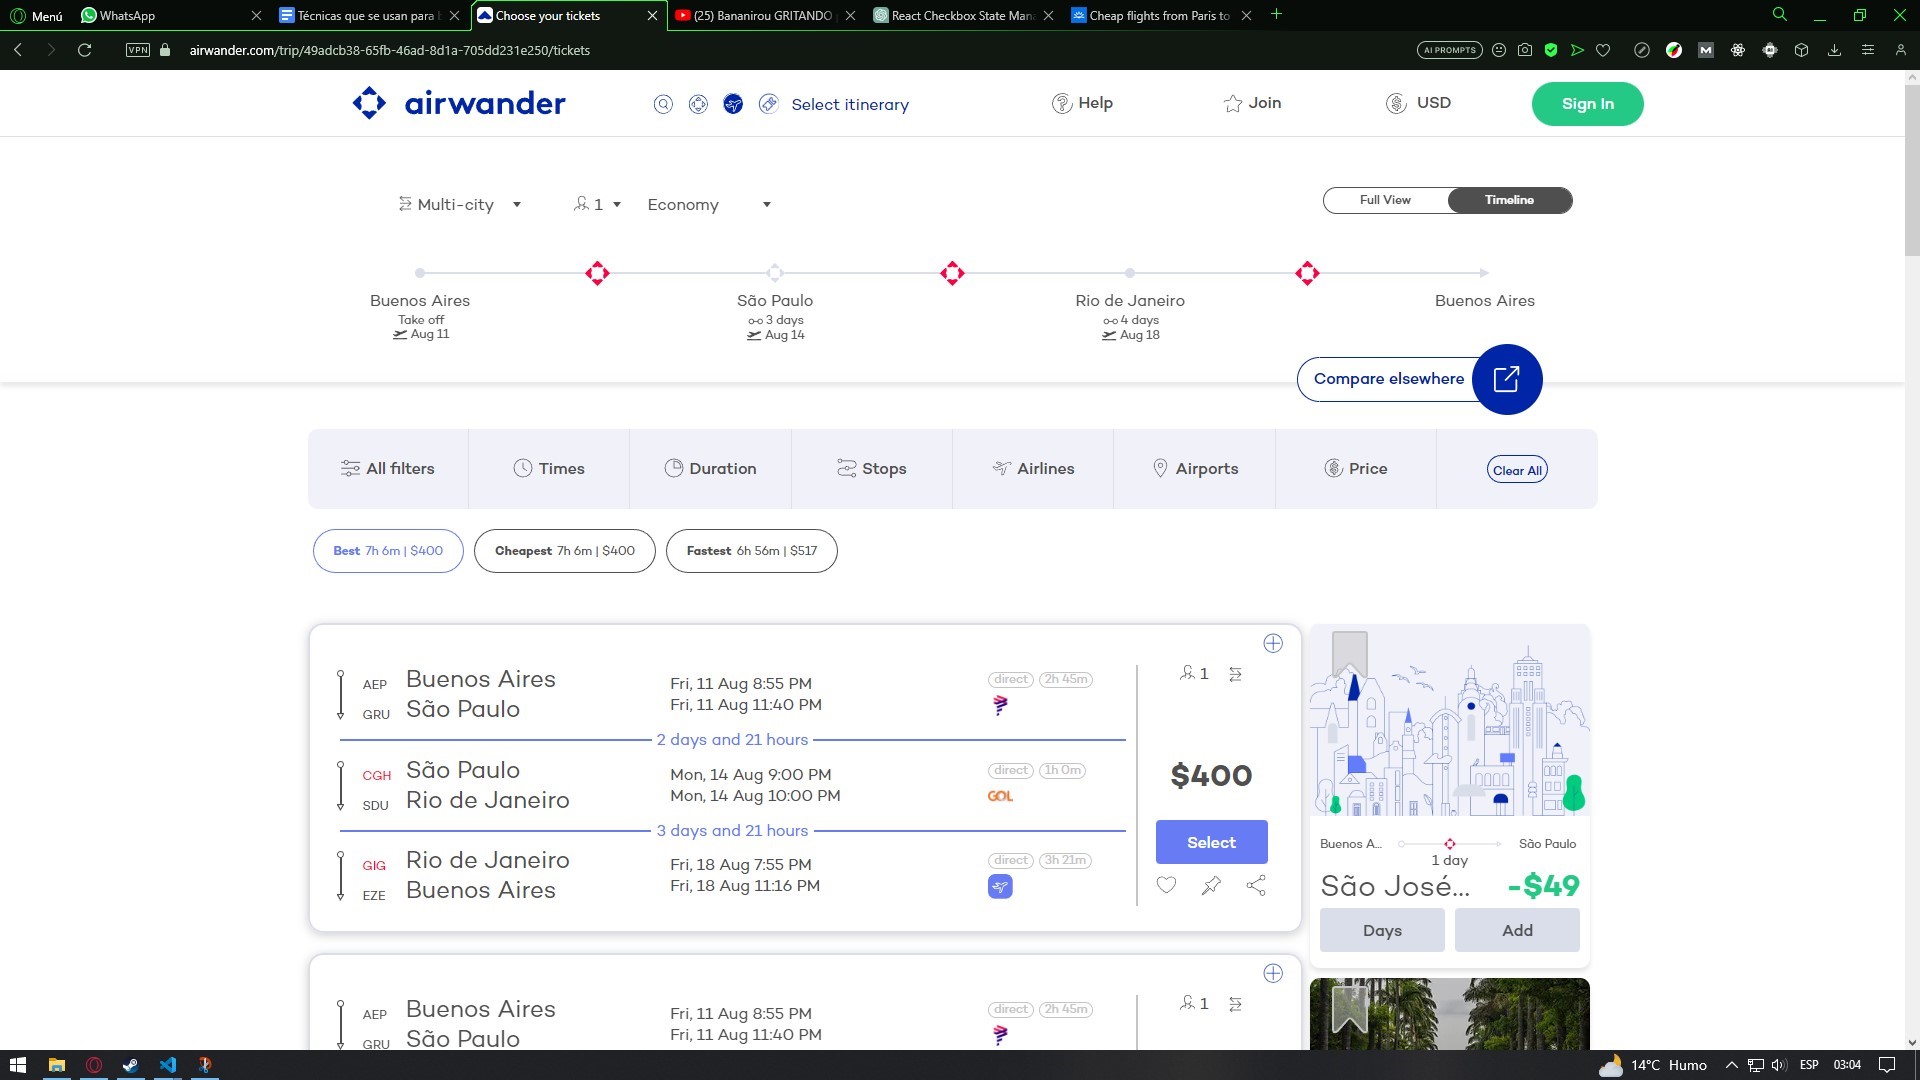 Menú
WhatsApp
Técnicas que se usan para b
Choose your tickets
(25) Bananirou GRITANDO
React Checkbox State Man
Cheap flights from Paris to
VPN
airwander.com/trip/49adcb38-65fb-46ad-8d1a-705dd231e250/tickets
AI PROMPTS
M
airwander
Select itinerary
Help
Join
USD
Sign In
Multi-city
1
Economy
Full View
Timeline
Buenos Aires
Take off
Aug 11
São Paulo
3 days
Aug 14
Rio de Janeiro
4 days
Aug 18
Buenos Aires
Compare elsewhere
All filters
Times
Duration
Stops
Airlines
Airports
Price
Clear All
Best 7h 6m | $400
Cheapest 7h 6m | $400
Fastest 6h 56m | $517
AEP Buenos Aires
GRU São Paulo
Fri, 11 Aug 8:55 PM
Fri, 11 Aug 11:40 PM
direct 2h 45m
2 days and 21 hours
CGH São Paulo
SDU Rio de Janeiro
Mon, 14 Aug 9:00 PM
Mon, 14 Aug 10:00 PM
direct 1h 0m
GOL
3 days and 21 hours
GIG Rio de Janeiro
EZE Buenos Aires
Fri, 18 Aug 7:55 PM
Fri, 18 Aug 11:16 PM
direct 3h 21m
1
$400
Select
Buenos A...
São Paulo
1 day
São José...
-$49
Days
Add
AEP Buenos Aires
GRU São Paulo
Fri, 11 Aug 8:55 PM
Fri, 11 Aug 11:40 PM
direct 2h 45m
1
14°C Humo
ESP
03:04